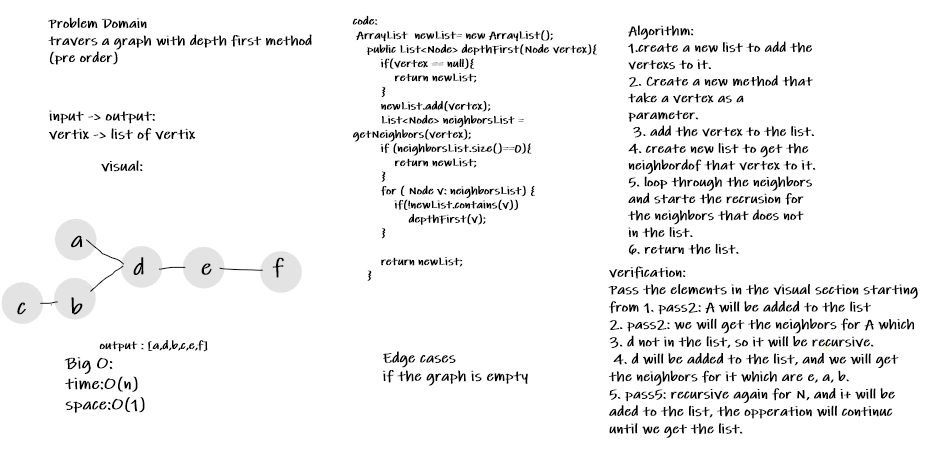 Problem Domain
travers a graph with depth first method
(pre order)
input -> output:
vertix -> list of vertix
visual:
a
d
e
f
c
b
output : [a,d,b,c,e,f]
Big O:
time:O(n)
space:O(1)
code:
ArrayList newList= new ArrayList();
public List<Node> depthFirst(Node vertex){
if(vertex == null){
return newList;
}
newList.add(vertex);
List<Node> neighborsList =
getNeighbors(vertex);
if (neighborsList.size()==0){
return newList;
}
for ( Node v: neighborsList) {
if(!newList.contains(v))
depthFirst(v);
}
return newList;
}
Edge cases
if the graph is empty
Algorithm:
1.create a new list to add the
vertexs to it.
2. Create a new method that
take a vertex as a
parameter.
3. add the vertex to the list.
4. create new list to get the
neighbordof that vertex to it.
5. loop through the neighbors
and starte the recrusion for
the neighbors that does not
in the list.
6. return the list.
verification:
Pass the elements in the visual section starting
from 1. pass2: A will be added to the list
2. pass2: we will get the neighbors for A which
3. d not in the list, so it will be recursive.
4. d will be added to the list, and we will get
the neighbors for it which are e, a, b.
5. pass5: recursive again for N, and it will be
aded to the list, the opperation will continue
until we get the list.